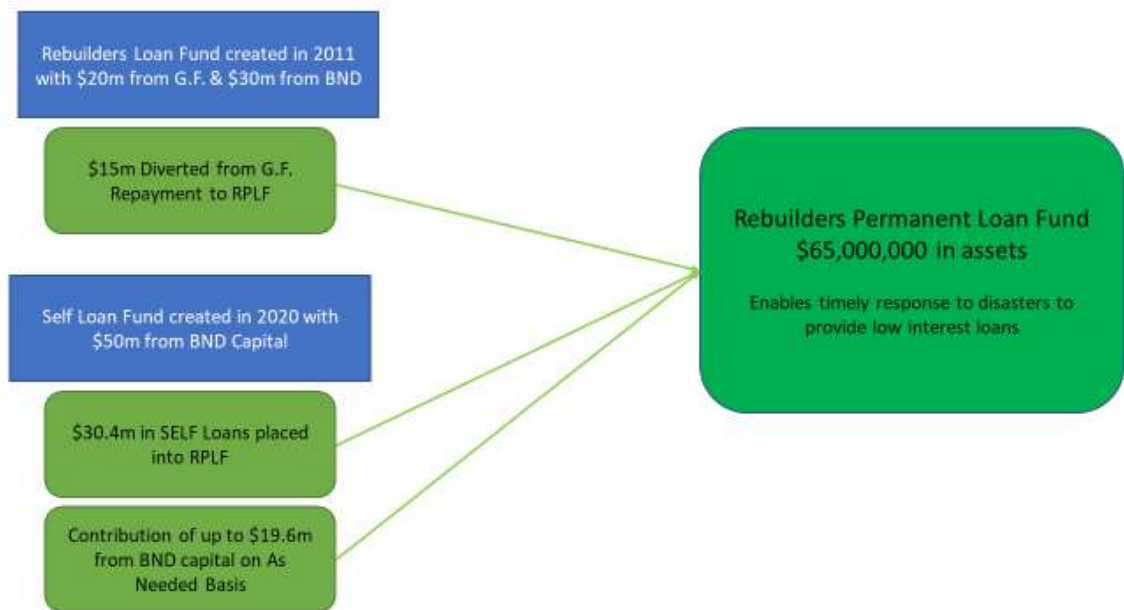 Rebuilders Loan Fund created in 2011
with $20m from G.F. & $30m from BND
$15m Diverted from G.F.
Repayment to RPLF
Self Loan Fund created in 2020 with
$50m from BND Capital
$30.4m in SELF Loans placed
into RPLF
Contribution of up to $19.6m
from BND capital on As
Needed Basis
Rebuilders Permanent Loan Fund
$65,000,000 in assets
Enables timely response to disasters to
provide low interest loans